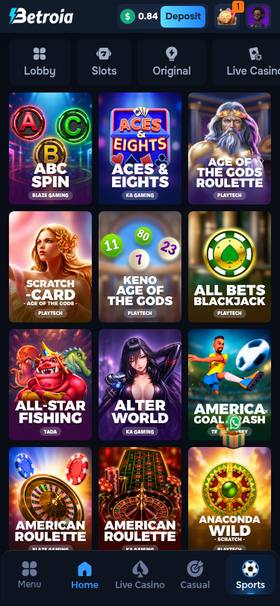 Betroia
$ 0.84 Deposit
1
Lobby
Slots
Original
Live Casino
A C B
ABC
SPIN
BLAZE GAMING
ACES
&
EIGHTS
ACES &
EIGHTS
KA GAMING
AGE OF
THE GODS
ROULETTE
PLAYTECH
SCRATCH
-CARD
- AGE OF THE GODS -
PLAYTECH
11 80 23 7
KENO
AGE OF
THE GODS
PLAYTECH
ALL BETS
BLACKJACK
PLAYTECH
ALL-STAR
FISHING
TADA
ALTER
WORLD
KA GAMING
AMERICA
GOAL
AMERICAN
ROULETTE
BLAZE GAMING
AMERICAN
ROULETTE
KA GAMING
ANACONDA
WILD
- SCRATCH -
Menu
Home
Live Casino
Casual
Sports